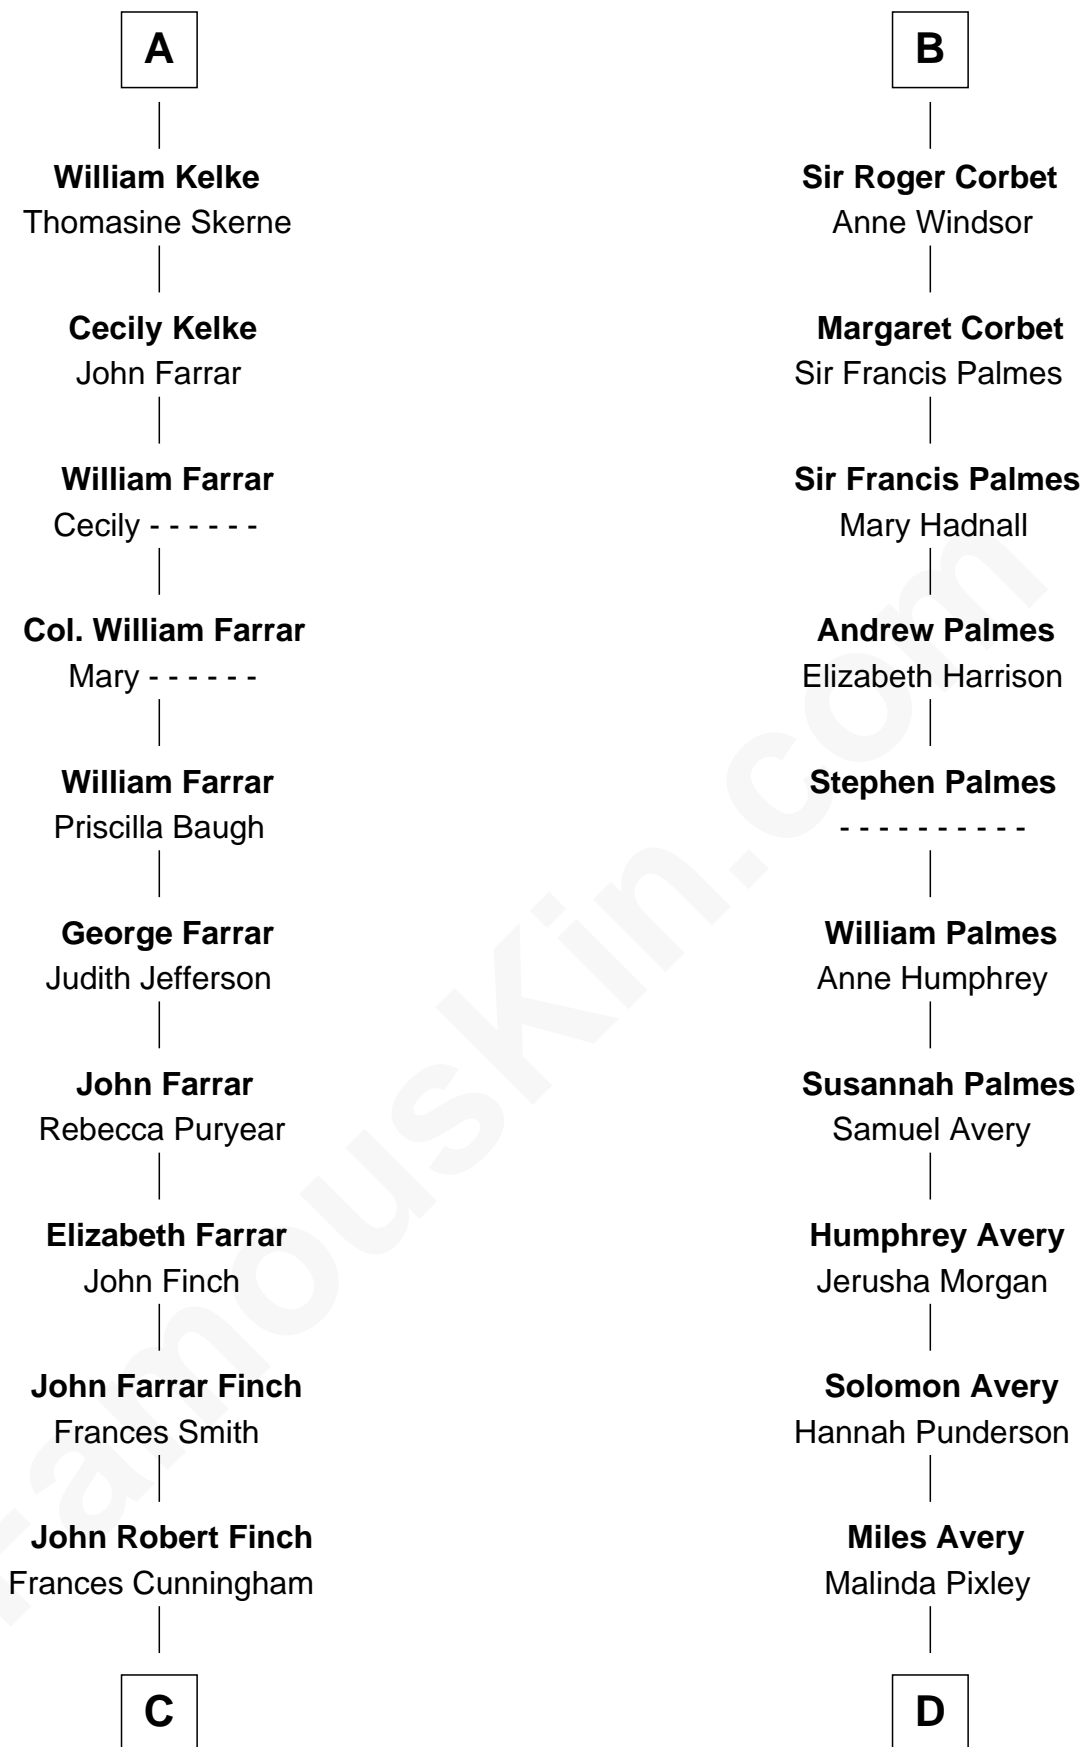 A
William Kelke
Thomasine Skerne
Cecily Kelke
John Farrar
William Farrar
Cecily - - - - - -
Col. William Farrar
Mary - - - - - -
William Farrar
Priscilla Baugh
George Farrar
Judith Jefferson
John Farrar
Rebecca Puryear
Elizabeth Farrar
John Finch
John Farrar Finch
Frances Smith
John Robert Finch
Frances Cunningham
C
B
Sir Roger Corbet
Anne Windsor
Margaret Corbet
Sir Francis Palmes
Sir Francis Palmes
Mary Hadnall
Andrew Palmes
Elizabeth Harrison
Stephen Palmes
- - - - - - - - - -
William Palmes
Anne Humphrey
Susannah Palmes
Samuel Avery
Humphrey Avery
Jerusha Morgan
Solomon Avery
Hannah Punderson
Miles Avery
Malinda Pixley
D
FamousKin.com